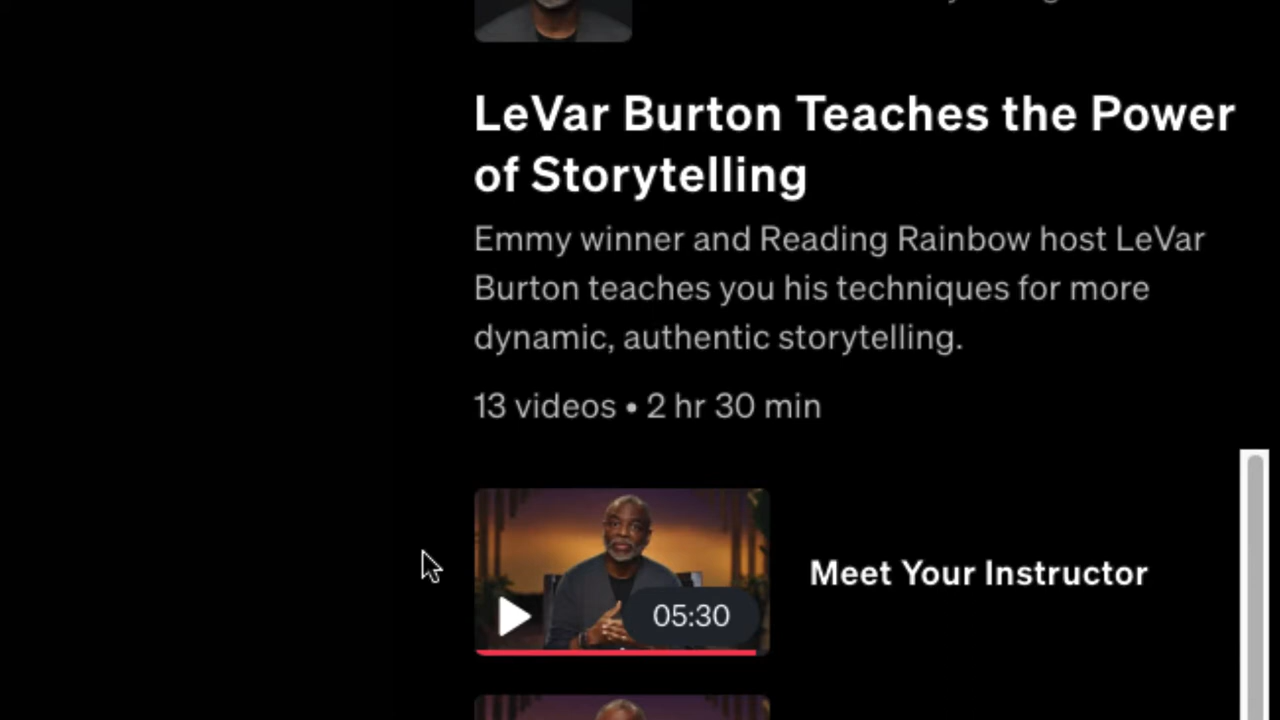 LeVar Burton Teaches the Power
of Storytelling
Emmy winner and Reading Rainbow host LeVar
Burton teaches you his techniques for more
dynamic, authentic storytelling.
13 videos • 2 hr 30 min
05:30
Meet Your Instructor